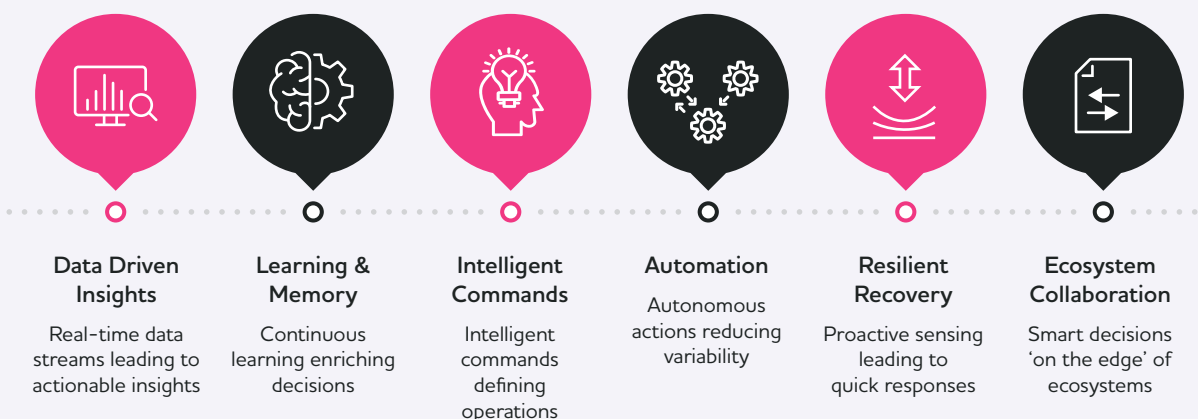 Data Driven
Insights
Real-time data
streams leading to
actionable insights
Learning &
Memory
Continuous
learning enriching
decisions
Intelligent
Commands
Intelligent
commands
defining
operations
Automation
Autonomous
actions reducing
variability
Resilient
Recovery
Proactive sensing
leading to
quick responses
Ecosystem
Collaboration
Smart decisions
‘on the edge’ of
ecosystems